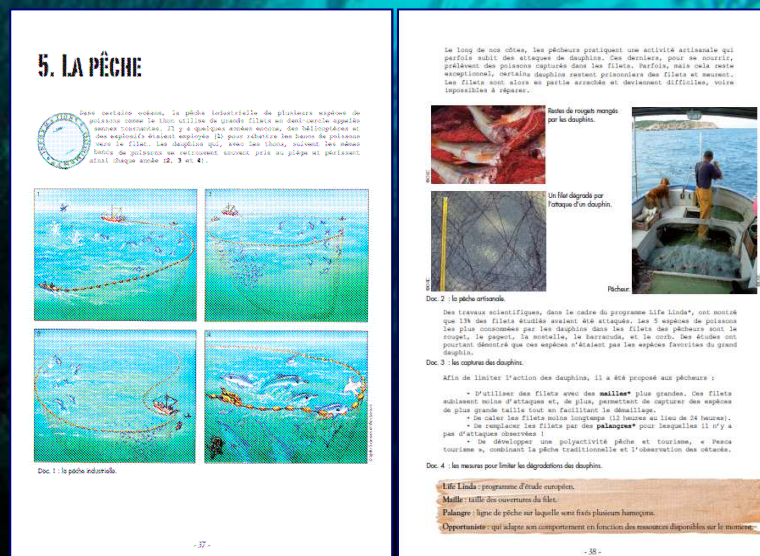 5. LA PÊCHE
Dans certains océans, la pêche industrielle de plusieurs espèces de
poissons comme le thon utilise de grands filets en demi-cercle appelés
sennes tournantes. Il y a quelques années encore, des hélicoptères et
des explosifs étaient employés (1) pour rabattre les bancs de poissons
vers le filet. Les dauphins qui, avec les thons, suivent les mêmes
bancs de poissons se retrouvent souvent pris au piège et périssent
ainsi chaque année (2, 3 et 4).
Doc. 1 : la pêche industrielle.
- 37 -
Le long de nos côtes, les pêcheurs pratiquent une activité artisanale qui
parfois subit des attaques de dauphins. Ces derniers, pour se nourrir,
prélèvent des poissons capturés dans les filets. Parfois, mais cela reste
exceptionnel, certains dauphins restent prisonniers des filets et meurent.
Les filets sont alors en partie arrachés et deviennent difficiles, voire
impossibles à réparer.
Restes de rougets mangés
par les dauphins.
Un filet dégradé par
l'attaque d'un dauphin.
Pêcheur.
Doc. 2 : la pêche artisanale.
Des travaux scientifiques, dans le cadre du programme Life Linda*, ont montré
que 13% des filets étudiés avaient été attaqués. Les 5 espèces de poissons
les plus consommées par les dauphins dans les filets des pêcheurs sont le
rouget, le pageot, la mostelle, le barracuda, et le corb. Des études ont
pourtant démontré que ces espèces n'étaient pas les espèces favorites du grand
dauphin.
Doc. 3 : les captures des dauphins.
Afin de limiter l'action des dauphins, il a été proposé aux pêcheurs :
• D'utiliser des filets avec des mailles* plus grandes. Ces filets
subissent moins d'attaques et, de plus, permettent de capturer des espèces
de plus grande taille tout en facilitant le démaillage.
• De caler les filets moins longtemps (12 heures au lieu de 24 heures).
• De remplacer les filets par des palangres* pour lesquelles il n'y a
pas d'attaques observées !
• De développer une polyactivité pêche et tourisme, « Pesca
tourisme », combinant la pêche traditionnelle et l'observation des cétacés.
Doc. 4 : les mesures pour limiter les dégradations des dauphins.
Life Linda : programme d'étude européen.
Maille : taille des ouvertures du filet.
Palangre : ligne de pêche sur laquelle sont fixés plusieurs hameçons.
Opportuniste : qui adapte son comportement en fonction des ressources disponibles sur le moment.
- 38 -